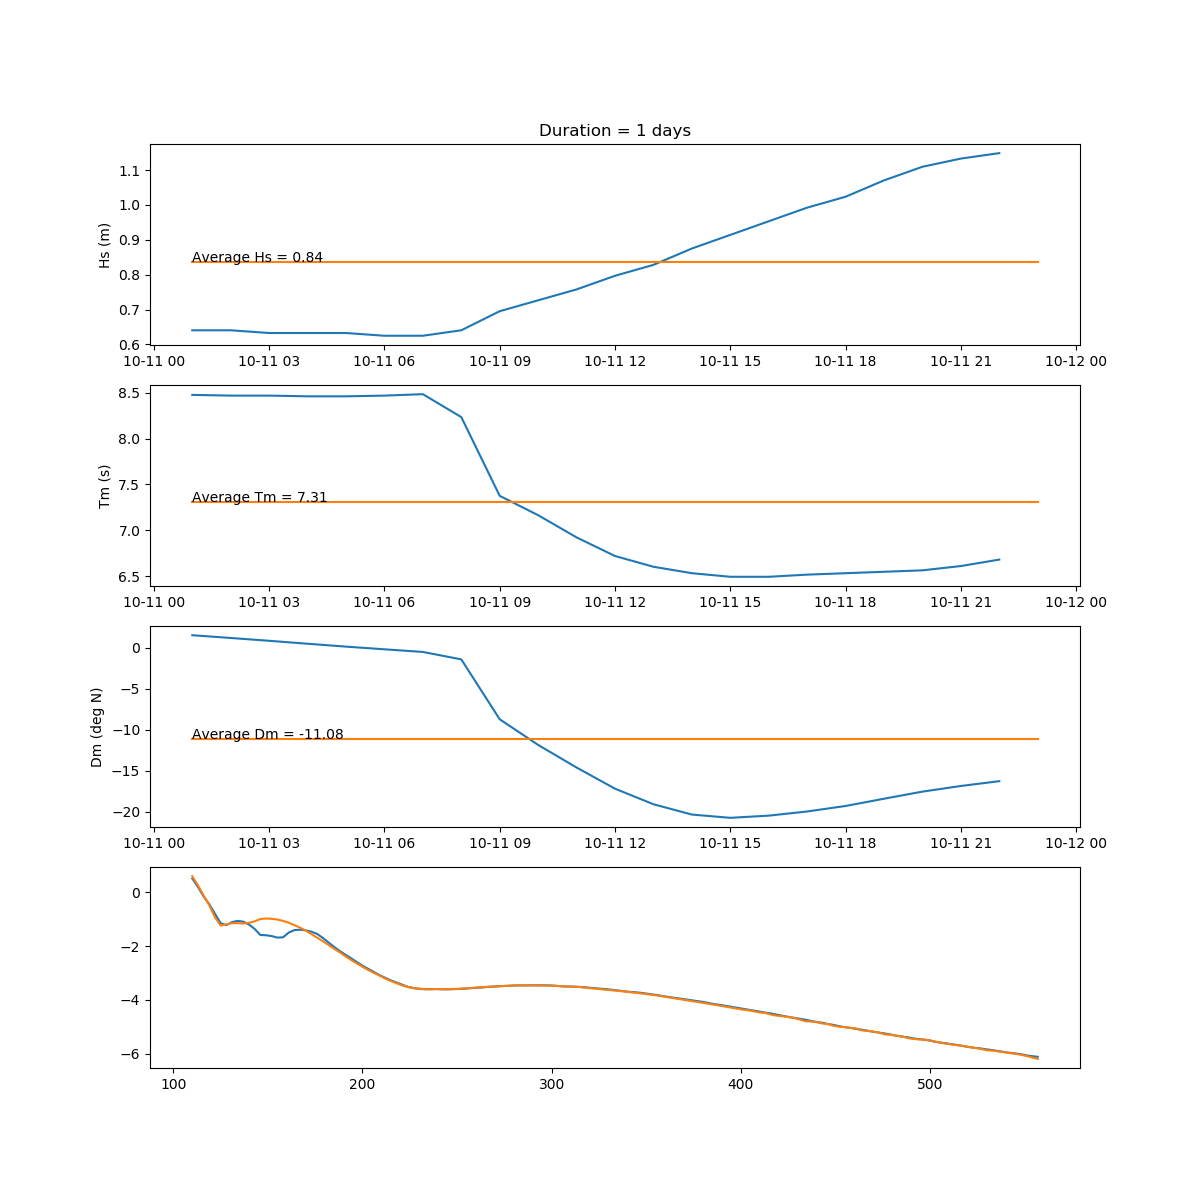 Duration = 1 days
Hs (m)
1.1
1.0
0.9
0.8
0.7
0.6
Average Hs = 0.84
10-11 00 10-11 03 10-11 06 10-11 09 10-11 12 10-11 15 10-11 18 10-11 21 10-12 00
Tm (s)
8.5
8.0
7.5
7.0
6.5
Average Tm = 7.31
10-11 00 10-11 03 10-11 06 10-11 09 10-11 12 10-11 15 10-11 18 10-11 21 10-12 00
Dm (deg N)
0
−5
−10
−15
−20
Average Dm = -11.08
10-11 00 10-11 03 10-11 06 10-11 09 10-11 12 10-11 15 10-11 18 10-11 21 10-12 00
0
−2
−4
−6
100 200 300 400 500